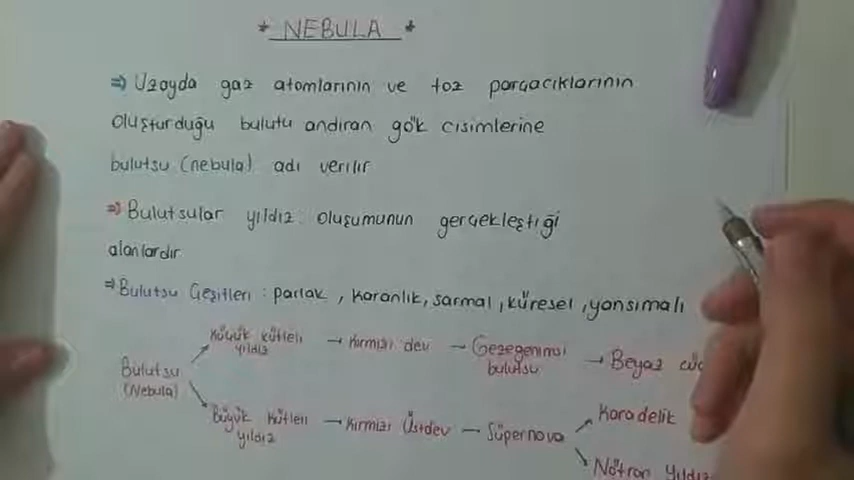 * NEBULA *
⇒ Uzayda gaz atomlarının ve toz parçacıklarının
oluşturduğu bulutu andıran gök cisimlerine
bulutsu (nebula) adı verilir
⇒ Bulutsular yıldız oluşumunun gerçekleştiği
alanlardır
⇒ Bulutsu Çeşitleri : parlak , karanlık, sarmal, küresel, yansımalı
Bulutsu
(Nebula)
Küçük kütleli
yıldız
→ Kırmızı dev → Gezegenimsi
bulutsu
→ Beyaz
Büyük kütleli
yıldız
→ Kırmızı Üstdev → Süpernova
Karadelik
Nötron Yıldız